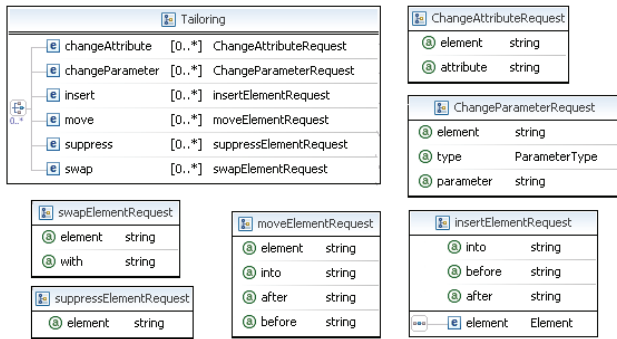 Tailoring
e changeAttribute [0..*] ChangeAttributeRequest
e changeParameter [0..*] ChangeParameterRequest
e insert [0..*] insertElementRequest
e move [0..*] moveElementRequest
e suppress [0..*] suppressElementRequest
e swap [0..*] swapElementRequest
0..*
ChangeAttributeRequest
a element string
a attribute string
ChangeParameterRequest
a element string
a type ParameterType
a parameter string
swapElementRequest
a element string
a with string
suppressElementRequest
a element string
moveElementRequest
a element string
a into string
a after string
a before string
insertElementRequest
a into string
a before string
a after string
e element Element